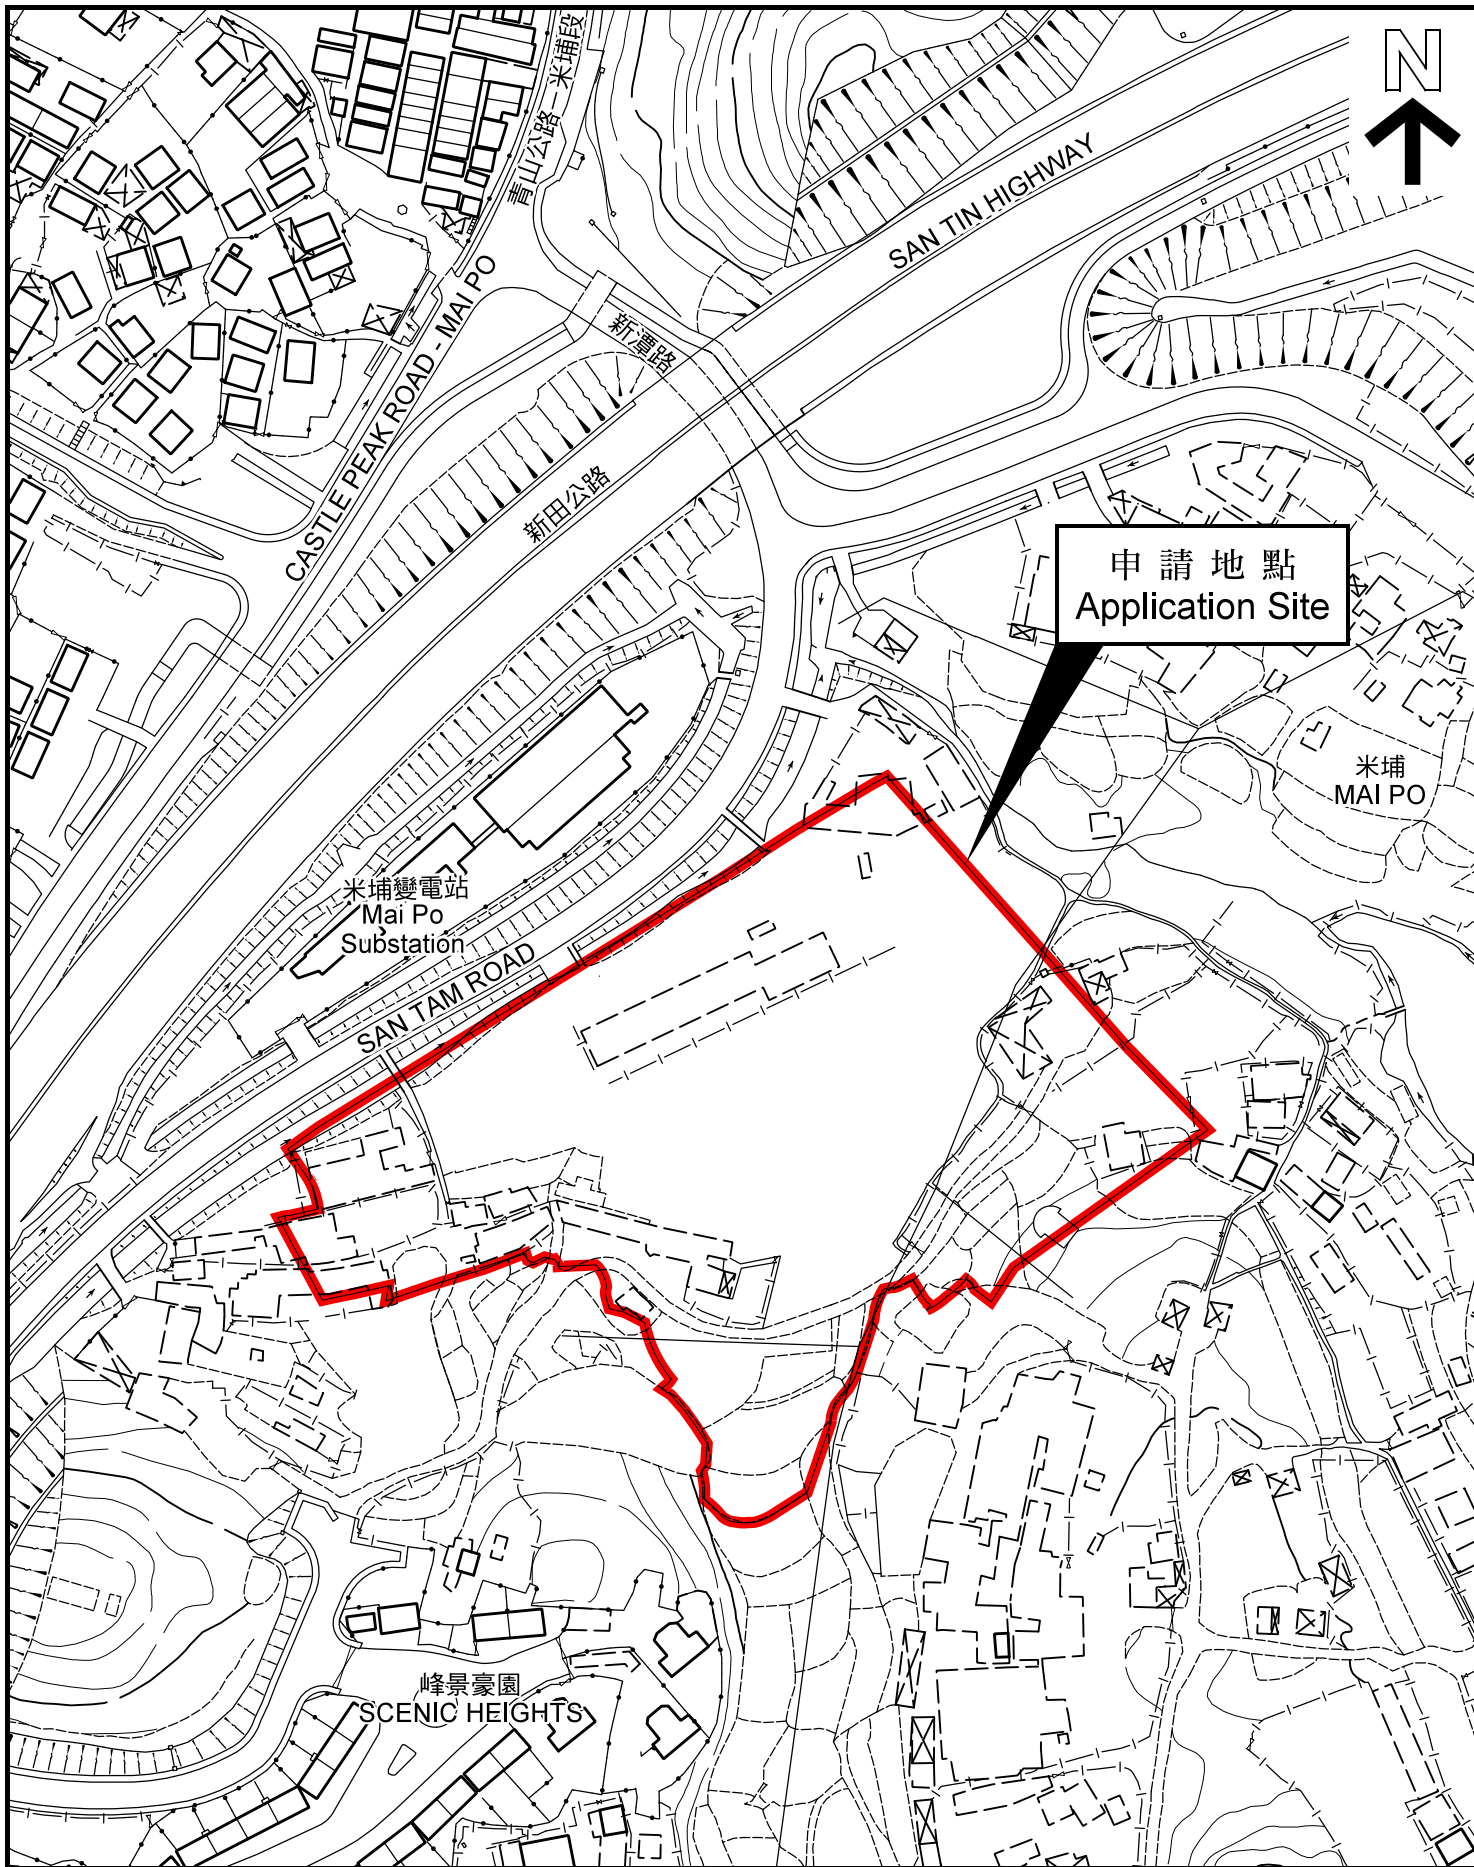 N
青山公路－米埔段
SAN TIN HIGHWAY
CASTLE PEAK ROAD - MAI PO
新潭路
新田公路
申請地點
Application Site
米埔
MAI PO
米埔變電站
Mai Po
Substation
SAN TAM ROAD
峰景豪園
SCENIC HEIGHTS